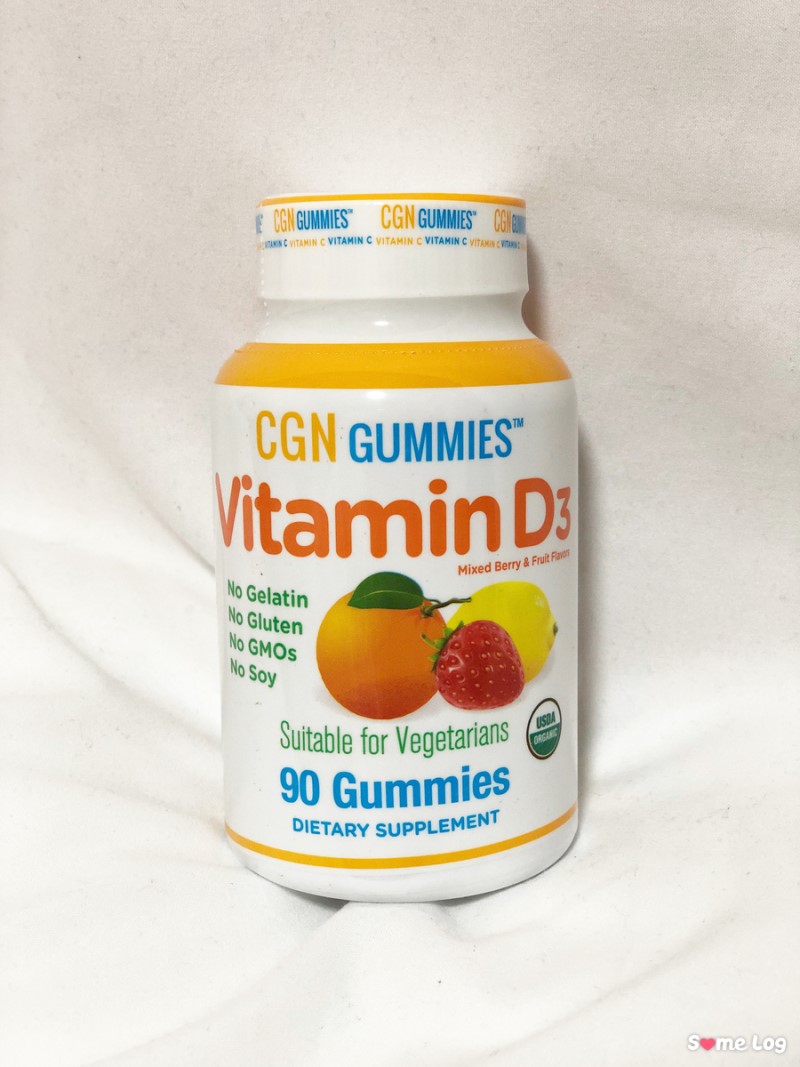 CGN GUMMIES™ CGN GUMMIES™ CGN GUMMIES
VITAMIN C VITAMIN C VITAMIN C VITAMIN C VITAMIN C VITAMIN C VITAMIN C
CGN GUMMIES™
Vitamin D3
Mixed Berry & Fruit Flavors
No Gelatin
No Gluten
No GMOs
No Soy
Suitable for Vegetarians
USDA
ORGANIC
90 Gummies
DIETARY SUPPLEMENT
Some Log